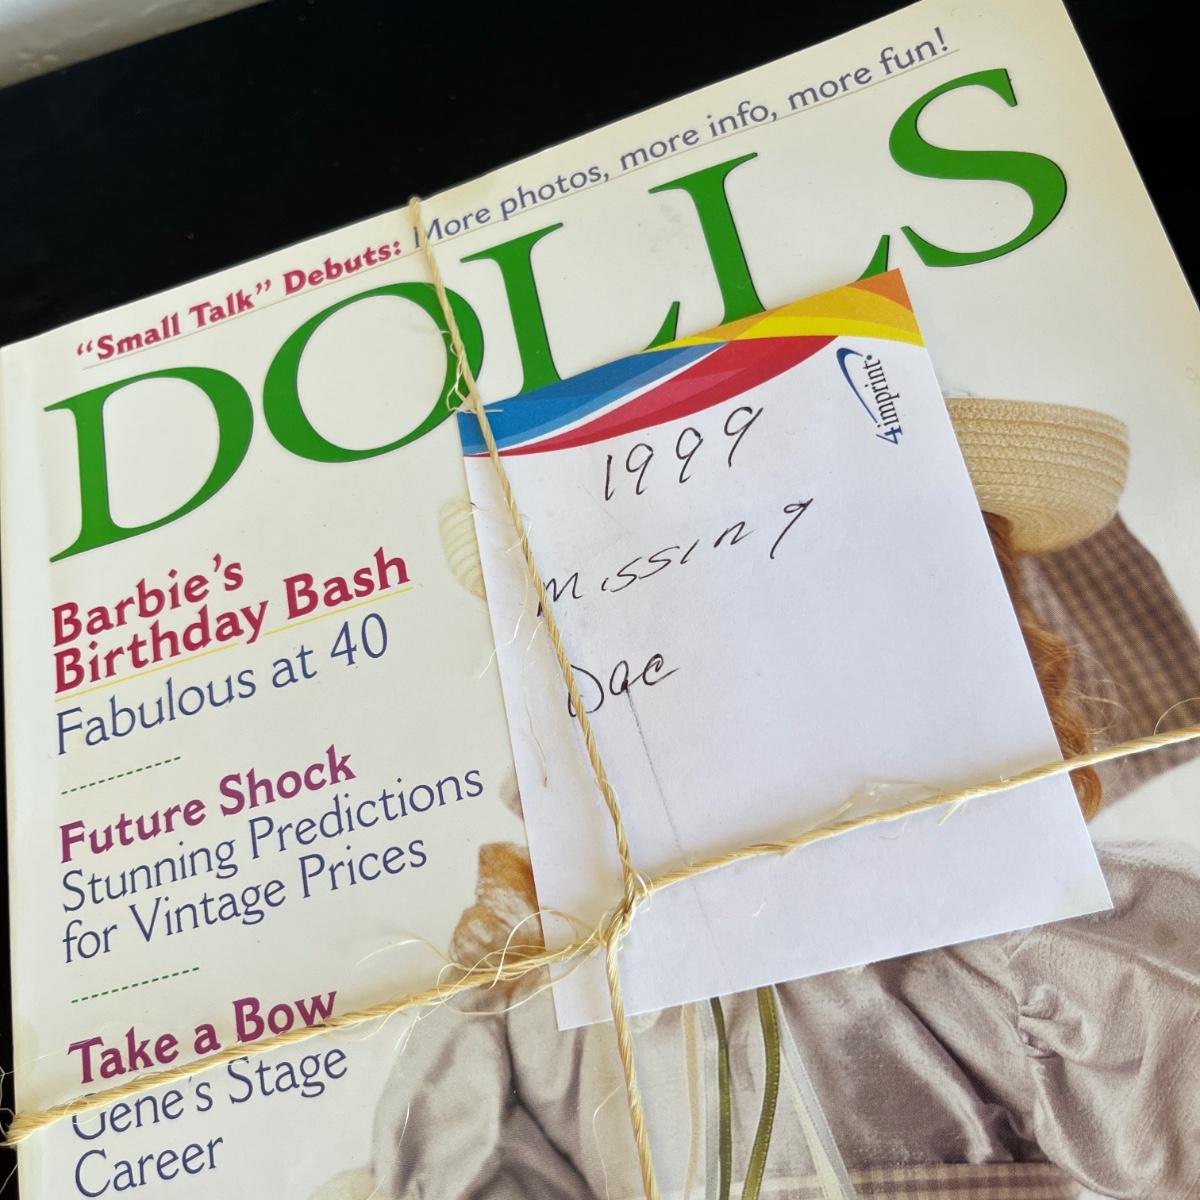 "Small Talk" Debuts: More photos, more info, more fun!
DOLLS
Barbie's
Birthday Bash
Fabulous at 40
Future Shock
Stunning Predictions
for Vintage Prices
Take a Bow
Gene's Stage
Career
4imprint
1999
missing
Dec